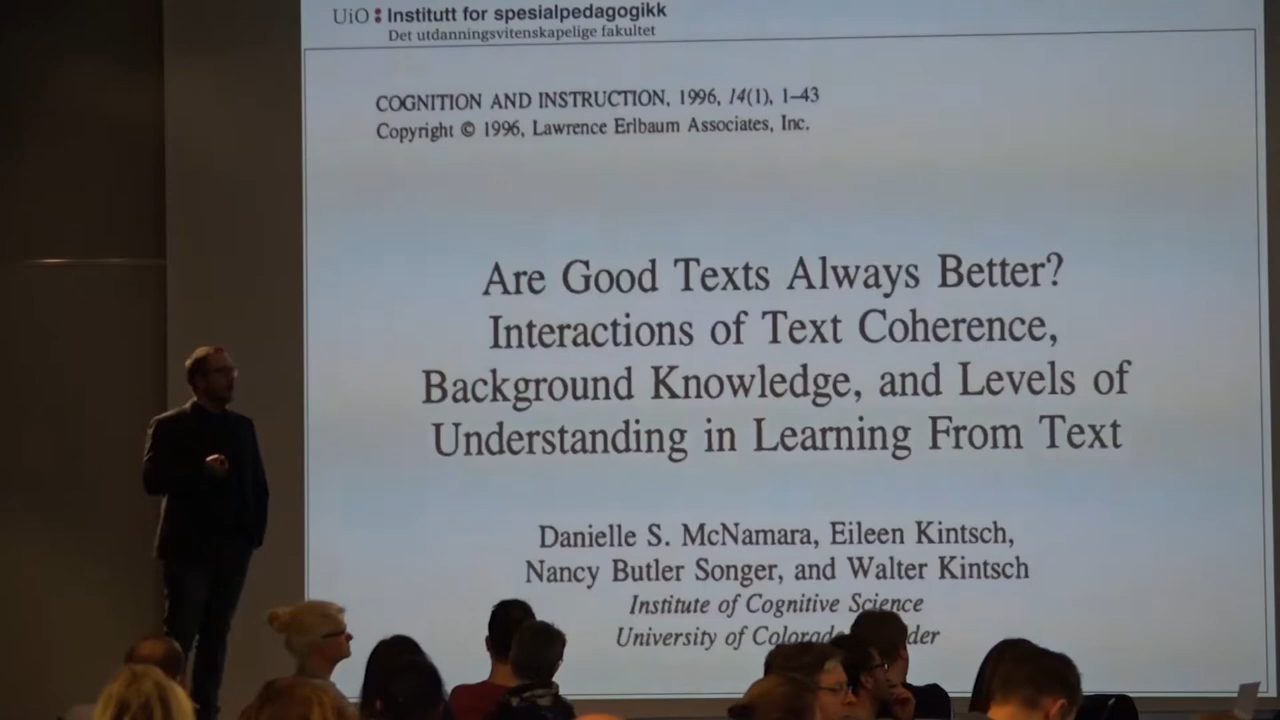 UiO : Institutt for spesialpedagogikk
Det utdanningsvitenskapelige fakultet
COGNITION AND INSTRUCTION, 1996, 14(1), 1–43
Copyright © 1996, Lawrence Erlbaum Associates, Inc.
Are Good Texts Always Better?
Interactions of Text Coherence,
Background Knowledge, and Levels of
Understanding in Learning From Text
Danielle S. McNamara, Eileen Kintsch,
Nancy Butler Songer, and Walter Kintsch
Institute of Cognitive Science
University of